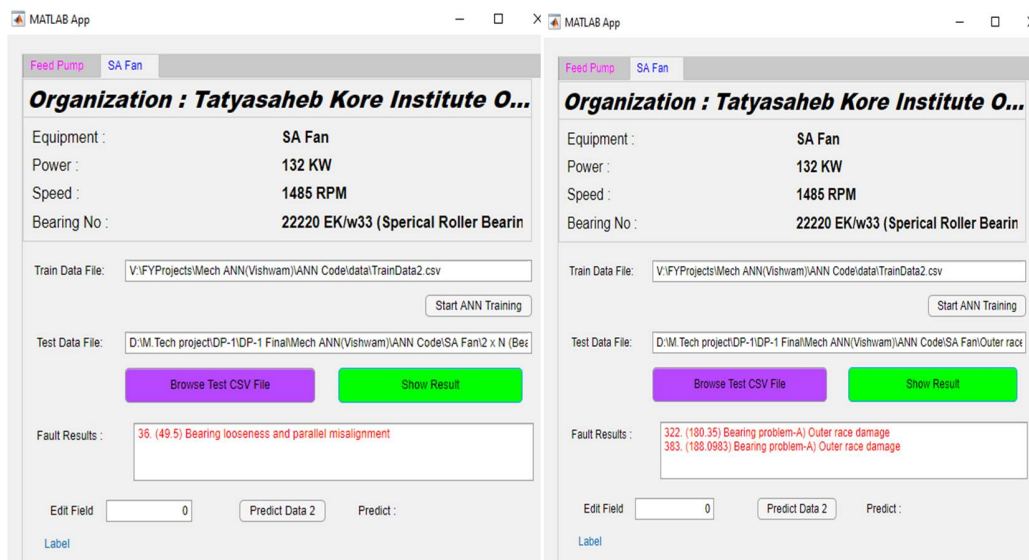 MATLAB App
Feed Pump SA Fan
Organization : Tatyasaheb Kore Institute O...
Equipment : SA Fan
Power : 132 KW
Speed : 1485 RPM
Bearing No : 22220 EK/w33 (Sperical Roller Bearin
Train Data File: V:\FYProjects\Mech ANN(Vishwam)\ANN Code\data\TrainData2.csv
Start ANN Training
Test Data File: D:\M.Tech project\DP-1\DP-1 Final\Mech ANN(Vishwam)\ANN Code\SA Fan\2 x N (Bea
Browse Test CSV File Show Result
Fault Results : 36. (49.5) Bearing looseness and parallel misalignment
Edit Field 0 Predict Data 2 Predict :
Label
MATLAB App
Feed Pump SA Fan
Organization : Tatyasaheb Kore Institute O...
Equipment : SA Fan
Power : 132 KW
Speed : 1485 RPM
Bearing No : 22220 EK/w33 (Sperical Roller Bearin
Train Data File: V:\FYProjects\Mech ANN(Vishwam)\ANN Code\data\TrainData2.csv
Start ANN Training
Test Data File: D:\M.Tech project\DP-1\DP-1 Final\Mech ANN(Vishwam)\ANN Code\SA Fan\Outer race
Browse Test CSV File Show Result
Fault Results : 322. (180.35) Bearing problem-A) Outer race damage
383. (188.0983) Bearing problem-A) Outer race damage
Edit Field 0 Predict Data 2 Predict :
Label